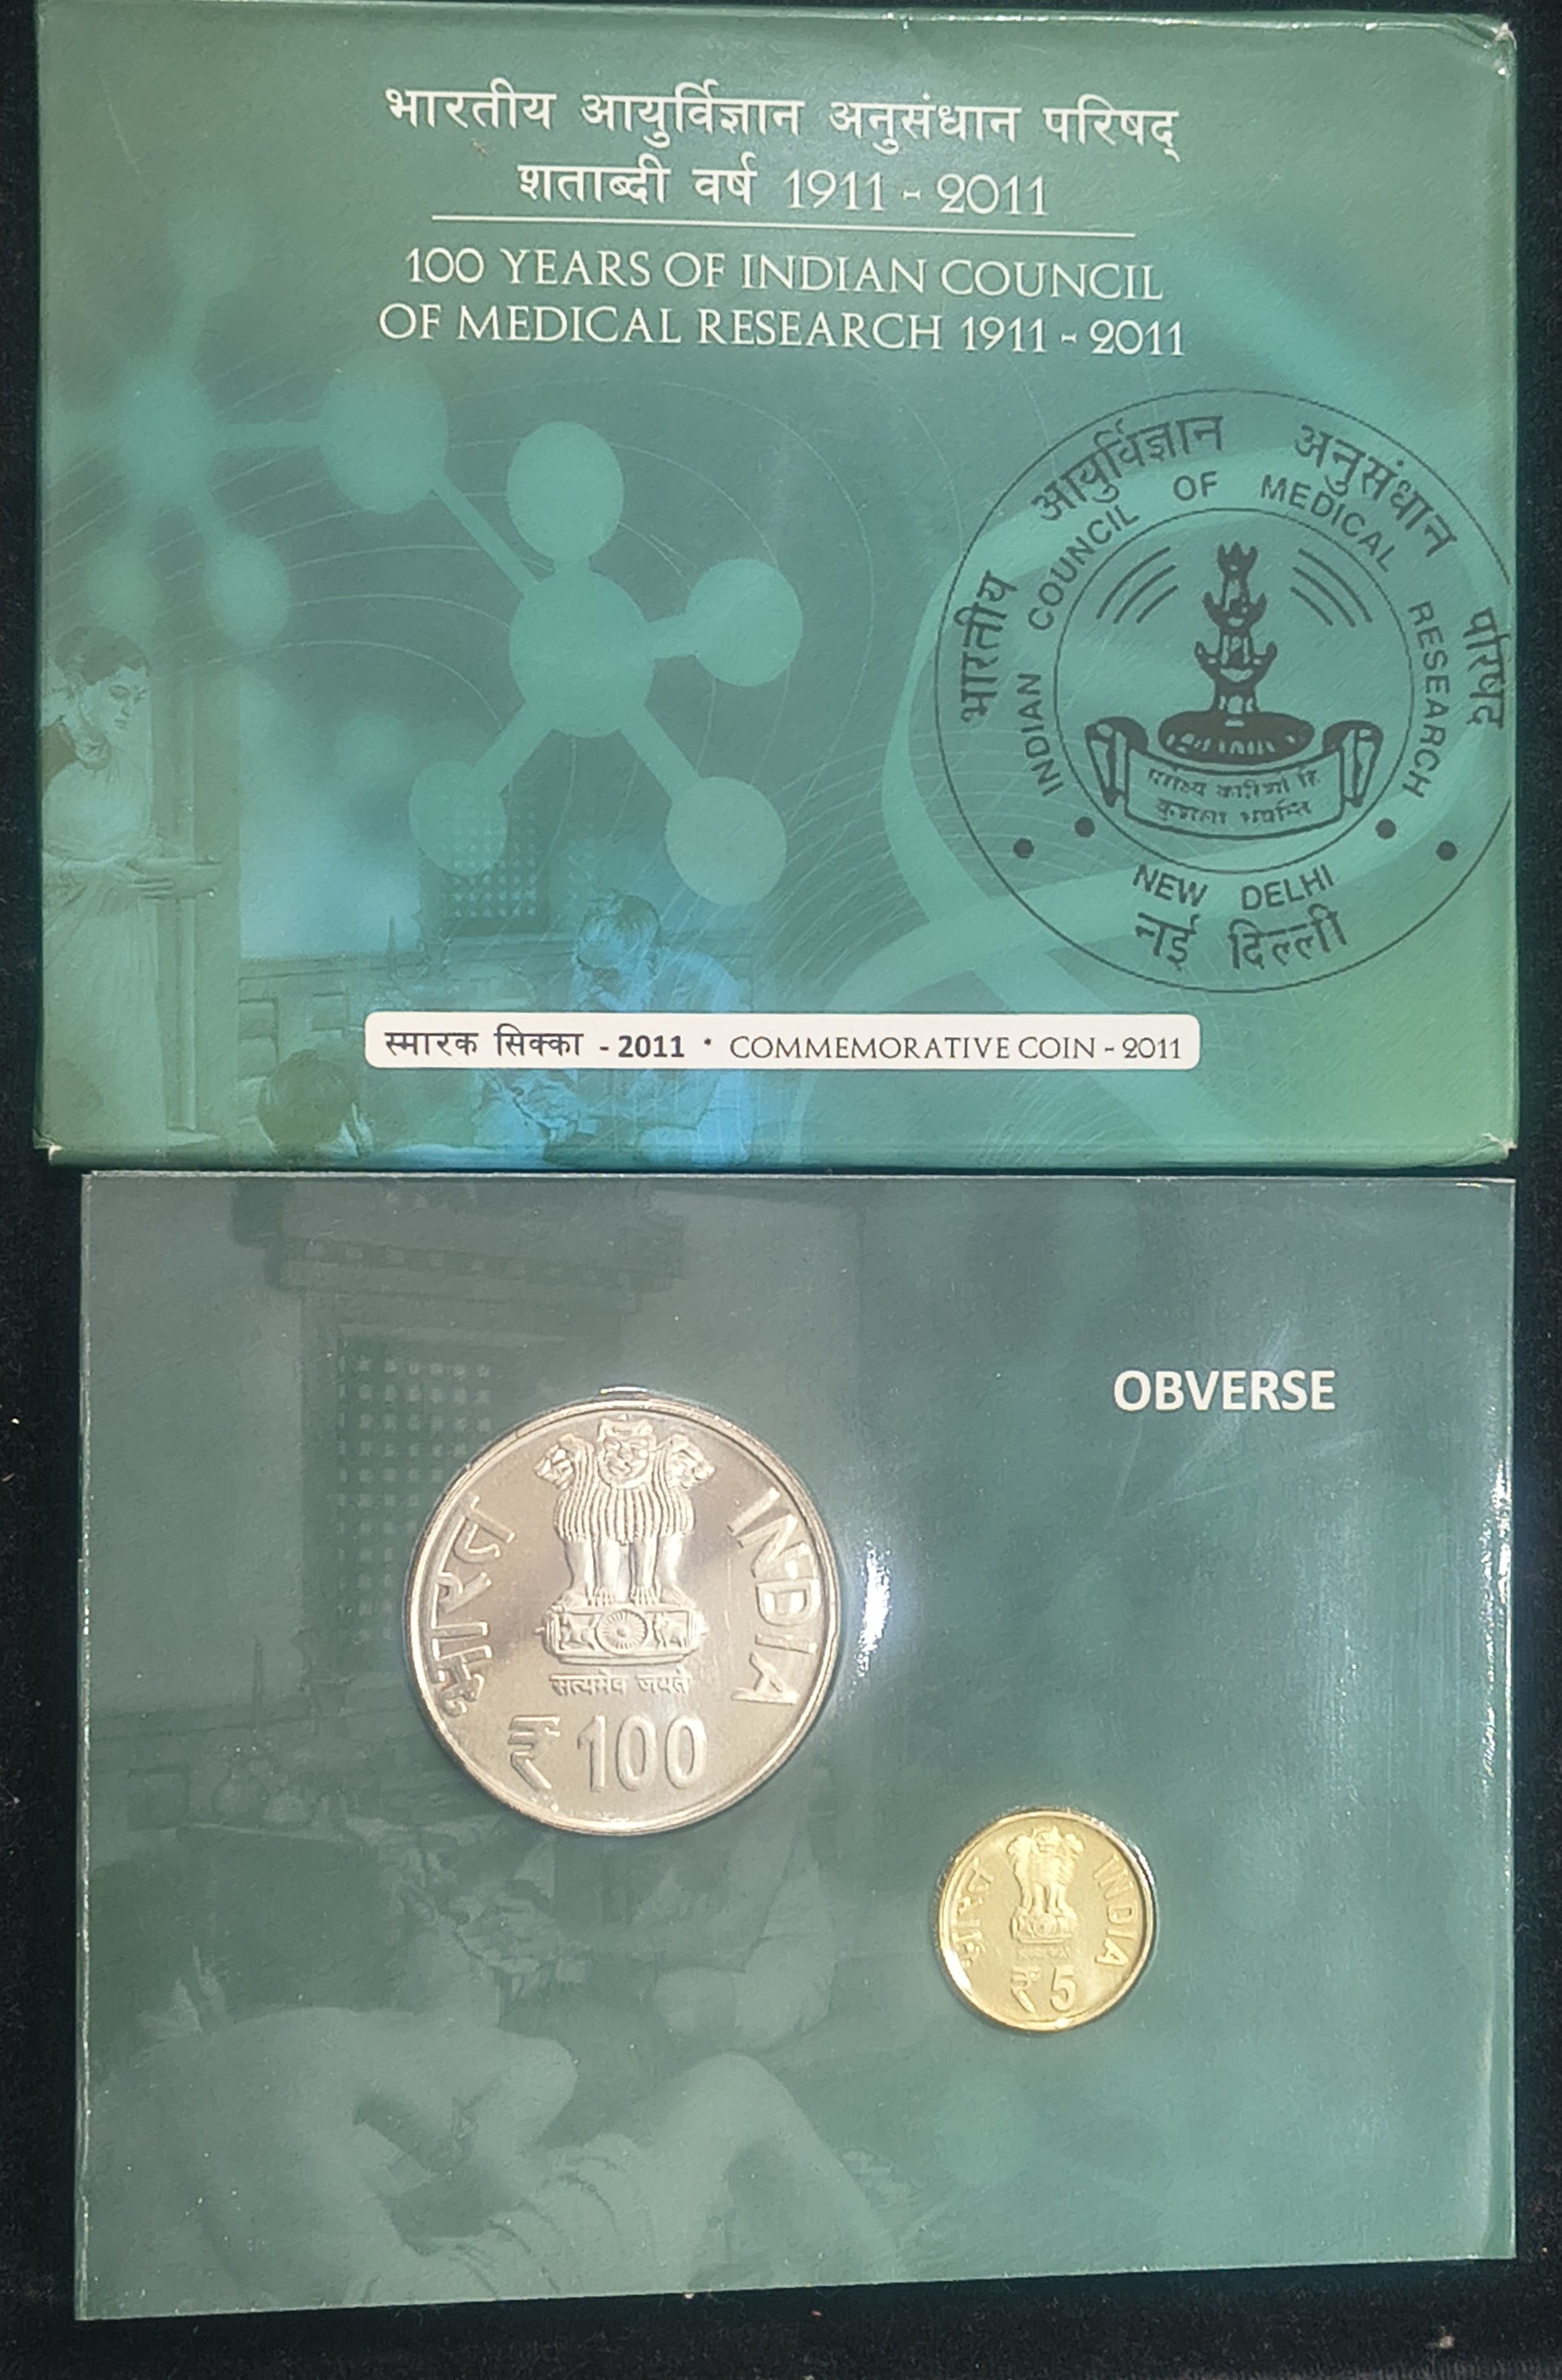 भारतीय आयुर्विज्ञान अनुसंधान परिषद्
शताब्दी वर्ष 1911 - 2011
100 YEARS OF INDIAN COUNCIL
OF MEDICAL RESEARCH 1911 - 2011
भारतीय आयुर्विज्ञान अनुसंधान परिषद
INDIAN COUNCIL OF MEDICAL RESEARCH
NEW DELHI
नई दिल्ली
स्मारक सिक्का - 2011 • COMMEMORATIVE COIN - 2011
OBVERSE
भारत INDIA
सत्यमेव जयते
₹ 100
भारत INDIA
₹ 5